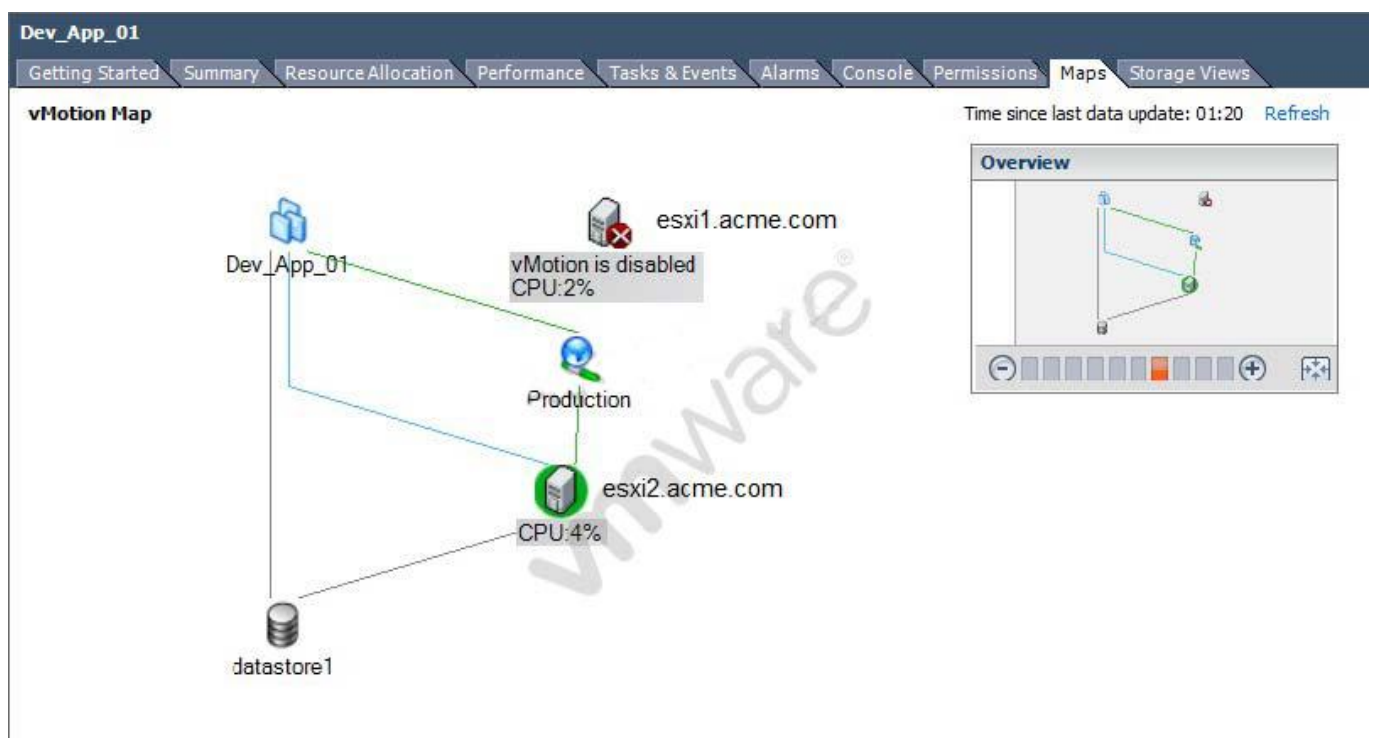 Dev_App_01
Getting Started Summary Resource Allocation Performance Tasks & Events Alarms Console Permissions Maps Storage Views
vMotion Map
Time since last data update: 01:20 Refresh
Overview
Dev_App_01
esxi1.acme.com
vMotion is disabled
CPU:2%
Production
esxi2.acme.com
CPU:4%
datastore1
vmware®